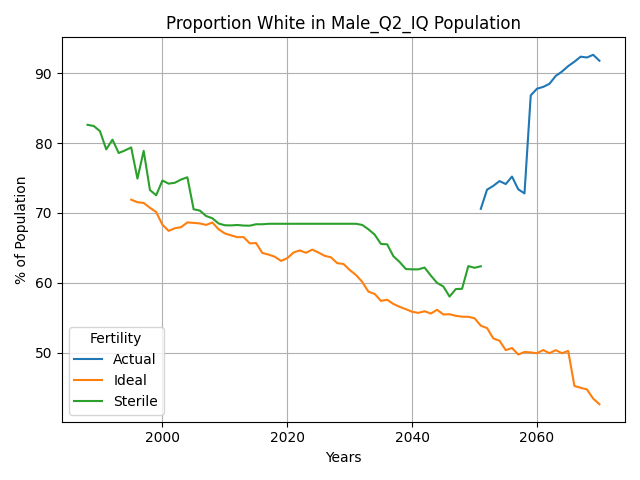 Proportion White in Male_Q2_IQ Population
% of Population
90
80
70
60
50
Fertility
Actual
Ideal
Sterile
2000
2020
2040
2060
Years